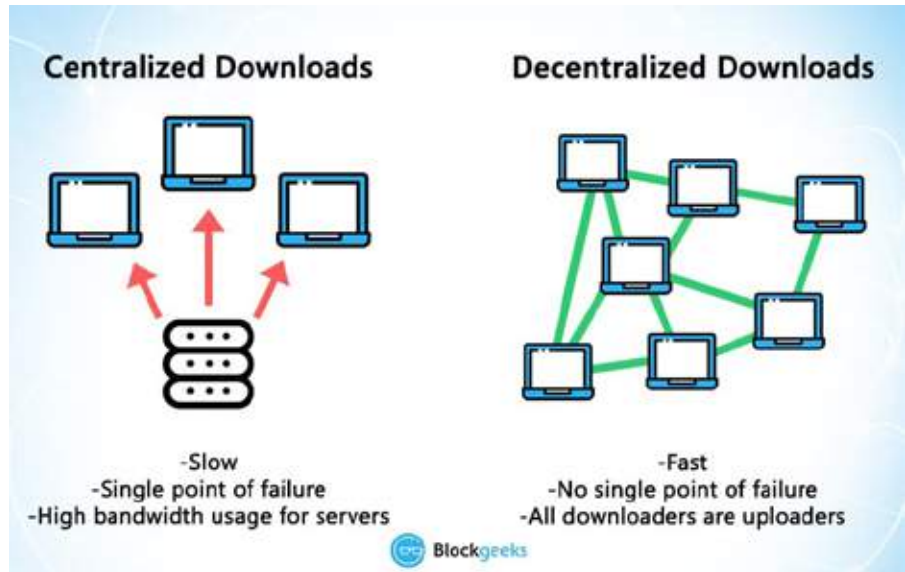 Centralized Downloads
-Slow
-Single point of failure
-High bandwidth usage for servers
Decentralized Downloads
-Fast
-No single point of failure
-All downloaders are uploaders
Blockgeeks